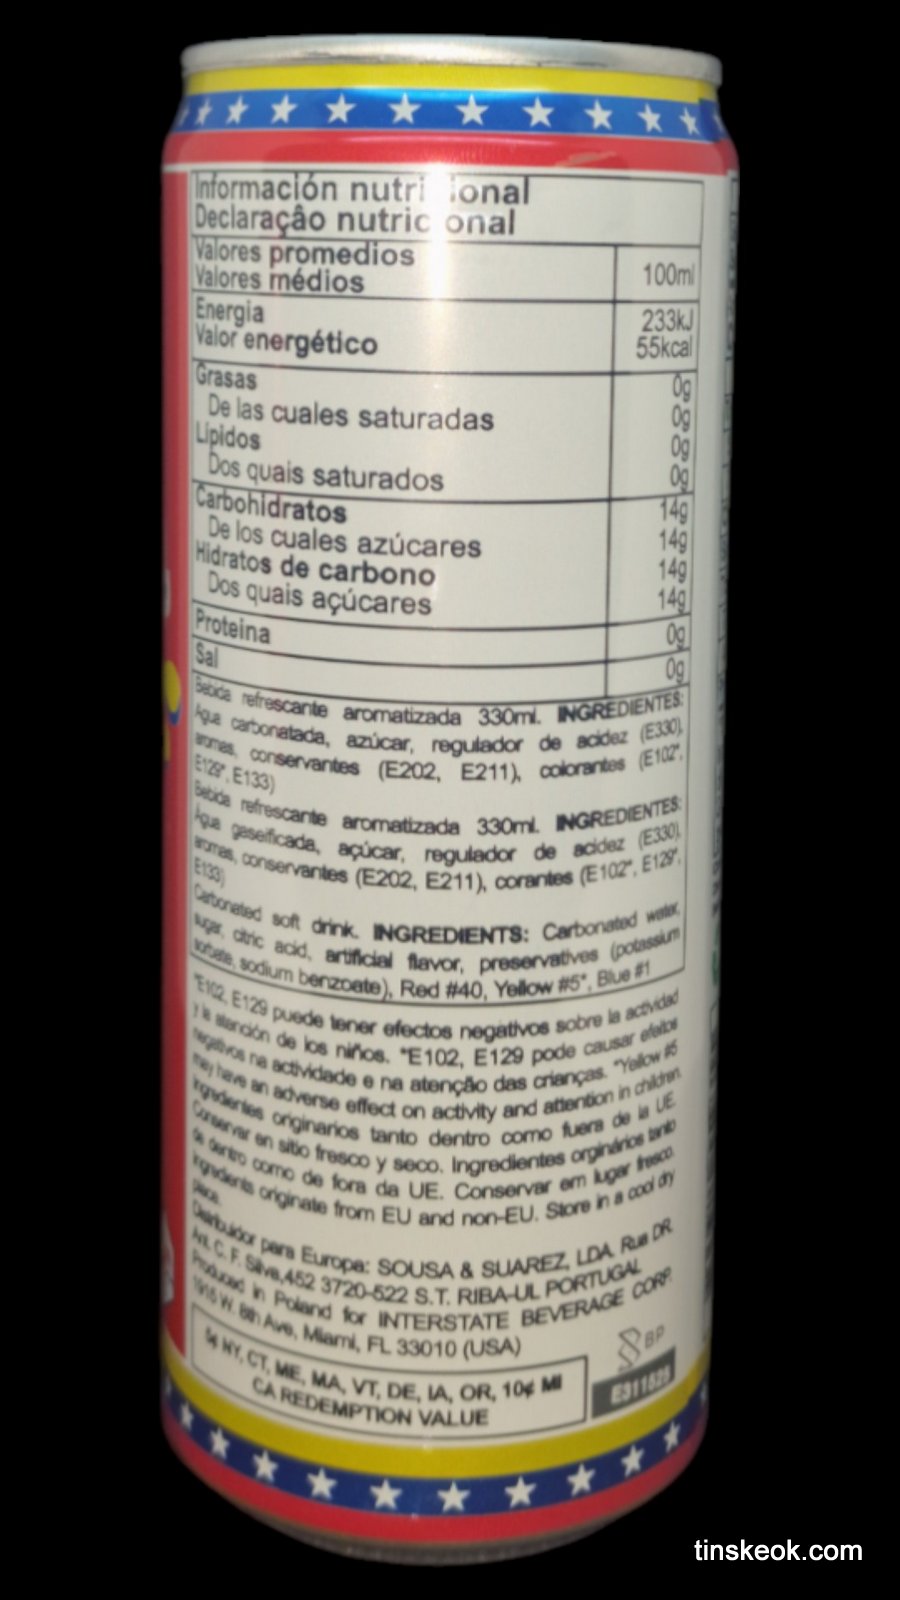 Información nutricional
Declaraçâo nutricional
Valores promedios
Valores médios
100ml
Energia 233kJ
Valor energético 55kcal
Grasas 0g
De las cuales saturadas 0g
Lipidos 0g
Dos quais saturados 0g
Carbohidratos 14g
De los cuales azúcares 14g
Hidratos de carbono 14g
Dos quais açúcares 14g
Proteina 0g
Sal 0g
Bebida refrescante aromatizada 330ml. INGREDIENTES:
Agua carbonatada, azúcar, regulador de acidez (E330),
aromas, conservantes (E202, E211), colorantes (E102*,
E129*, E133)
Bebida refrescante aromatizada 330ml. INGREDIENTES:
Água gaseificada, açúcar, regulador de acidez (E330),
aromas, conservantes (E202, E211), corantes (E102*, E129*,
E133)
Carbonated soft drink. INGREDIENTS: Carbonated water,
sugar, citric acid, artificial flavor, preservatives (potassium
sorbate, sodium benzoate), Red #40, Yellow #5*, Blue #1
*E102, E129 puede tener efectos negativos sobre la actividad
y la atención de los niños. *E102, E129 pode causar efeitos
negativos na actividade e na atenção das crianças. *Yellow #5
may have an adverse effect on activity and attention in children.
Ingredientes originarios tanto dentro como fuera de la UE.
Conservar en sitio fresco y seco. Ingredientes orginários tanto
de dentro como de fora da UE. Conservar em lugar fresco.
Ingredients originate from EU and non-EU. Store in a cool dry
place.
Distribuidor para Europa: SOUSA & SUAREZ, LDA. Rua DR.
Ant. C. F. Silva,452 3720-522 S.T. RIBA-UL PORTUGAL
Produced in Poland for INTERSTATE BEVERAGE CORP.
1915 W. 8th Ave, Miami, FL 33010 (USA)
5¢ NY, CT, ME, MA, VT, DE, IA, OR, 10¢ MI
CA REDEMPTION VALUE
BP
E311525
tinskeok.com